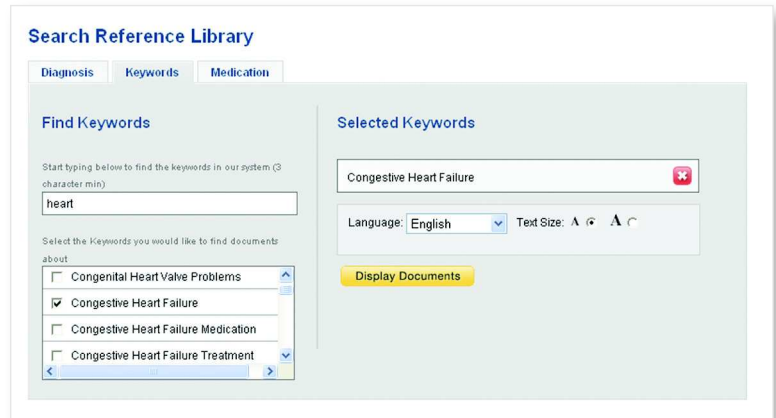 Search Reference Library
Diagnosis Keywords Medication
Find Keywords
Start typing below to find the keywords in our system (3
character min)
heart
Select the Keywords you would like to find documents
about
Congenital Heart Valve Problems
Congestive Heart Failure
Congestive Heart Failure Medication
Congestive Heart Failure Treatment
Selected Keywords
Congestive Heart Failure
Language: English Text Size: A A
Display Documents